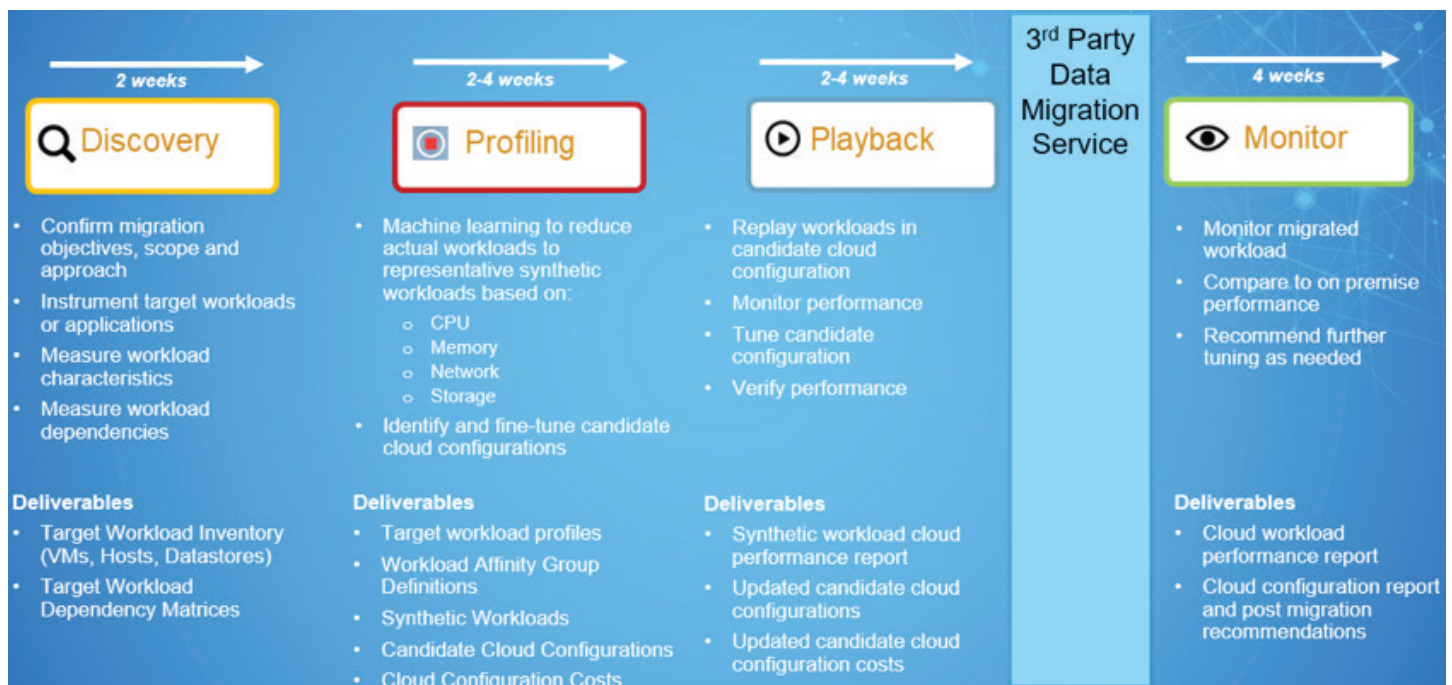 2 weeks
Discovery
• Confirm migration
objectives, scope and
approach
• Instrument target workloads
or applications
• Measure workload
characteristics
• Measure workload
dependencies
Deliverables
• Target Workload Inventory
(VMs, Hosts, Datastores)
• Target Workload
Dependency Matrices
2-4 weeks
Profiling
• Machine learning to reduce
actual workloads to
representative synthetic
workloads based on:
o CPU
o Memory
o Network
o Storage
• Identify and fine-tune candidate
cloud configurations
Deliverables
• Target workload profiles
• Workload Affinity Group
Definitions
• Synthetic Workloads
• Candidate Cloud Configurations
• Cloud Configuration Costs
2-4 weeks
Playback
• Replay workloads in
candidate cloud
configuration
• Monitor performance
• Tune candidate
configuration
• Verify performance
Deliverables
• Synthetic workload cloud
performance report
• Updated candidate cloud
configurations
• Updated candidate cloud
configuration costs
3rd Party
Data
Migration
Service
4 weeks
Monitor
• Monitor migrated
workload
• Compare to on premise
performance
• Recommend further
tuning as needed
Deliverables
• Cloud workload
performance report
• Cloud configuration report
and post migration
recommendations